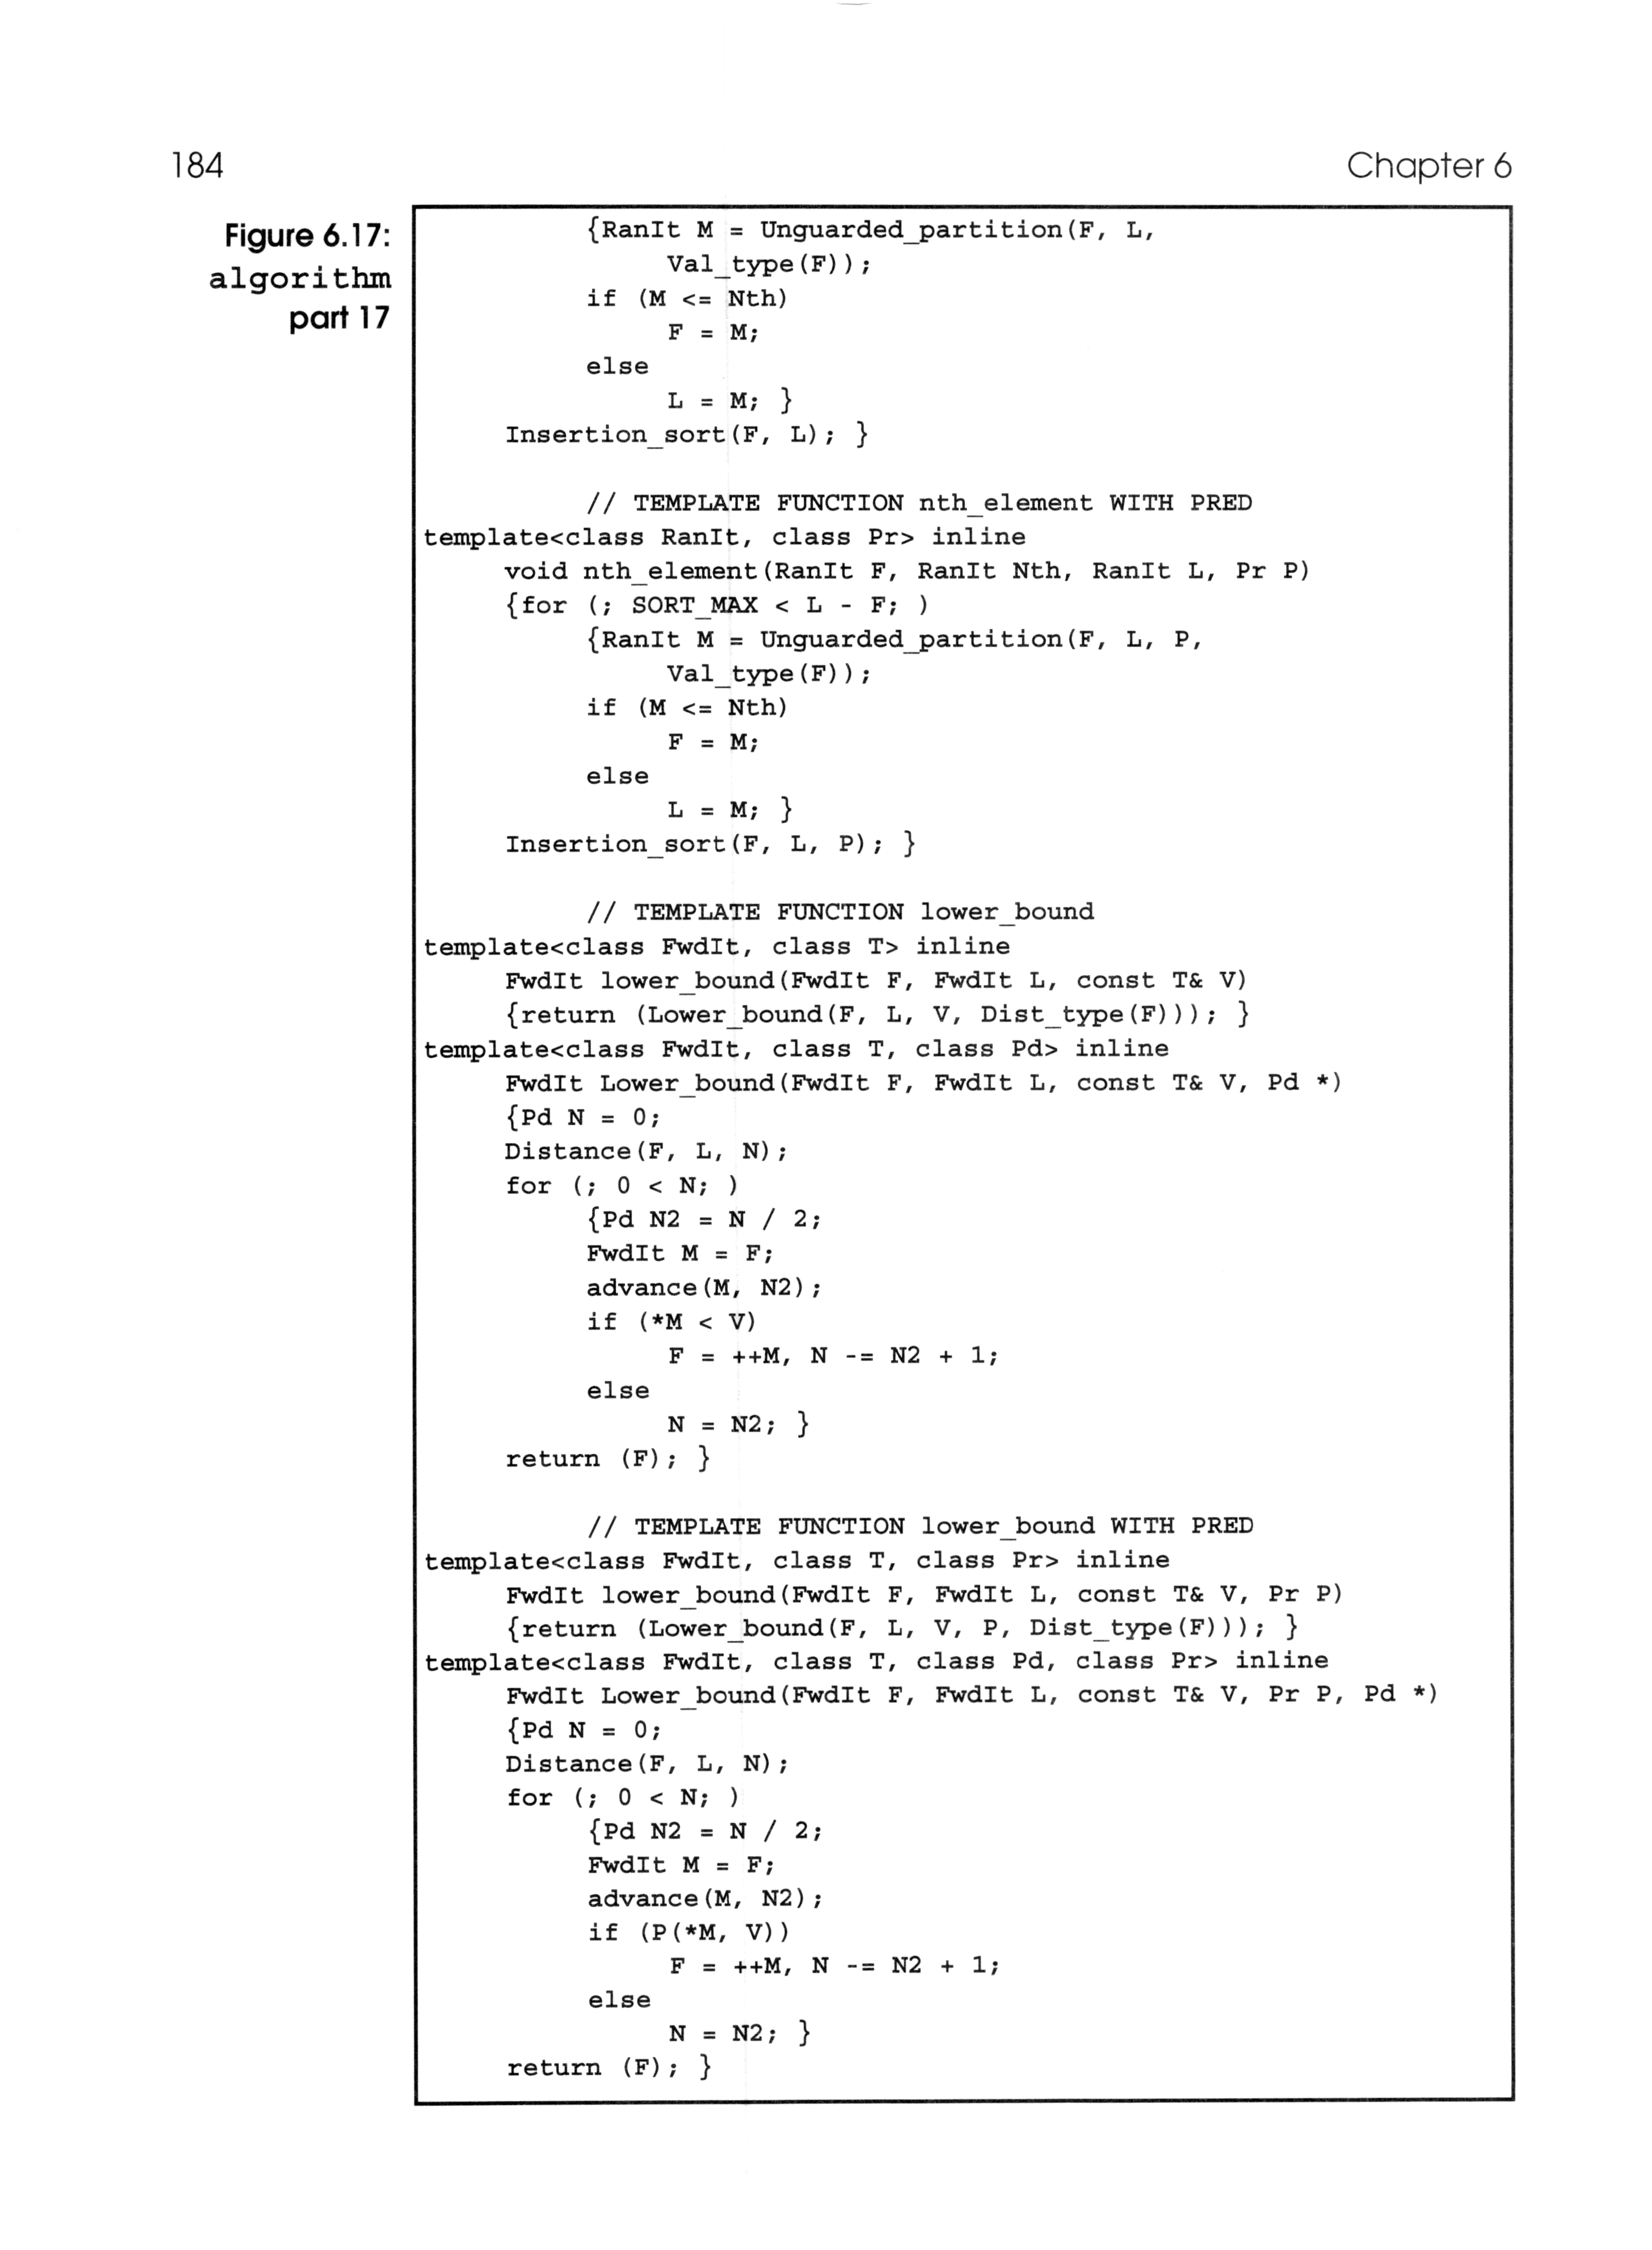 184
Chapter 6
Figure 6.17:
algorithm
part 17
{RanIt M = Unguarded_partition(F, L,
Val_type(F));
if (M <= Nth)
F = M;
else
L = M; }
Insertion_sort(F, L); }
// TEMPLATE FUNCTION nth_element WITH PRED
template<class RanIt, class Pr> inline
void nth_element(RanIt F, RanIt Nth, RanIt L, Pr P)
{for (; SORT_MAX < L - F; )
{RanIt M = Unguarded_partition(F, L, P,
Val_type(F));
if (M <= Nth)
F = M;
else
L = M; }
Insertion_sort(F, L, P); }
// TEMPLATE FUNCTION lower_bound
template<class FwdIt, class T> inline
FwdIt lower_bound(FwdIt F, FwdIt L, const T& V)
{return (Lower_bound(F, L, V, Dist_type(F))); }
template<class FwdIt, class T, class Pd> inline
FwdIt Lower_bound(FwdIt F, FwdIt L, const T& V, Pd *)
{Pd N = 0;
Distance(F, L, N);
for (; 0 < N; )
{Pd N2 = N / 2;
FwdIt M = F;
advance(M, N2);
if (*M < V)
F = ++M, N -= N2 + 1;
else
N = N2; }
return (F); }
// TEMPLATE FUNCTION lower_bound WITH PRED
template<class FwdIt, class T, class Pr> inline
FwdIt lower_bound(FwdIt F, FwdIt L, const T& V, Pr P)
{return (Lower_bound(F, L, V, P, Dist_type(F))); }
template<class FwdIt, class T, class Pd, class Pr> inline
FwdIt Lower_bound(FwdIt F, FwdIt L, const T& V, Pr P, Pd *)
{Pd N = 0;
Distance(F, L, N);
for (; 0 < N; )
{Pd N2 = N / 2;
FwdIt M = F;
advance(M, N2);
if (P(*M, V))
F = ++M, N -= N2 + 1;
else
N = N2; }
return (F); }